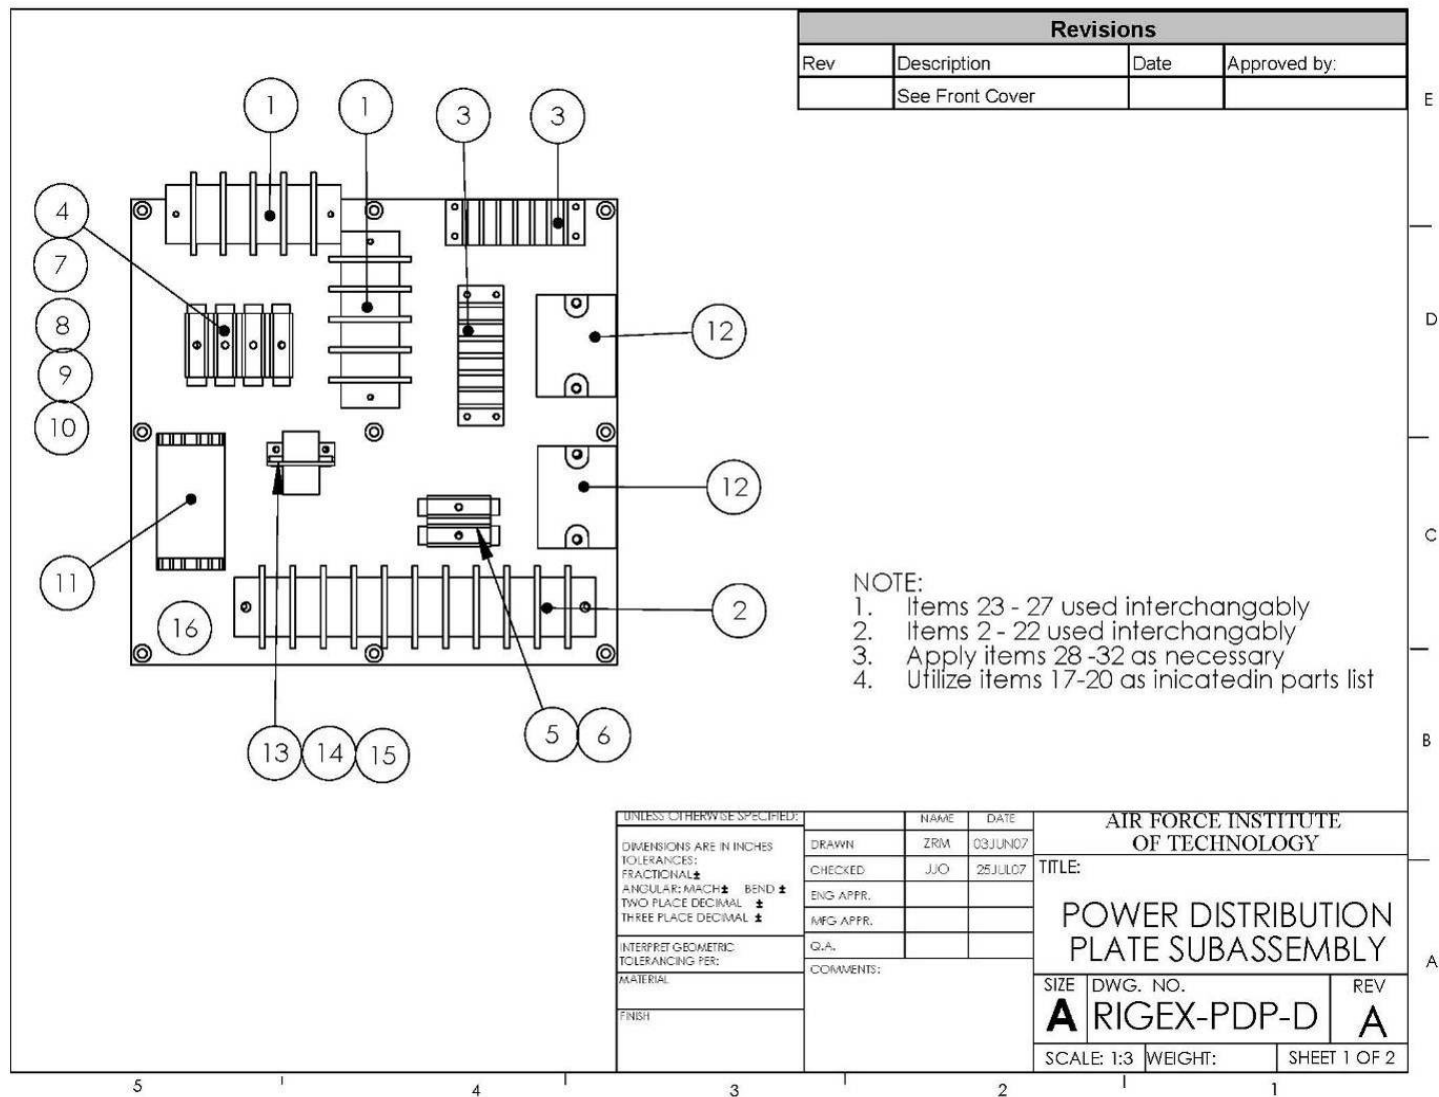 Revisions
Rev Description Date Approved by:
See Front Cover
E
1 1 3 3
4
7
8
9
10
D
12
12
C
11
16
2
NOTE:
1. Items 23 - 27 used interchangably
2. Items 2 - 22 used interchangably
3. Apply items 28 -32 as necessary
4. Utilize items 17-20 as inicatedin parts list
5 6
13 14 15
B
UNLESS OTHERWISE SPECIFIED:
DIMENSIONS ARE IN INCHES
TOLERANCES:
FRACTIONAL±
ANGULAR: MACH± BEND ±
TWO PLACE DECIMAL ±
THREE PLACE DECIMAL ±
INTERPRET GEOMETRIC
TOLERANCING PER:
MATERIAL
FINISH
NAME DATE
DRAWN ZRM 03JUN07
CHECKED JJO 25JUL07
ENG APPR.
MFG APPR.
Q.A.
COMMENTS:
AIR FORCE INSTITUTE
OF TECHNOLOGY
TITLE:
POWER DISTRIBUTION
PLATE SUBASSEMBLY
A
SIZE DWG. NO. REV
A RIGEX-PDP-D A
SCALE: 1:3 WEIGHT: SHEET 1 OF 2
5 4 3 2 1